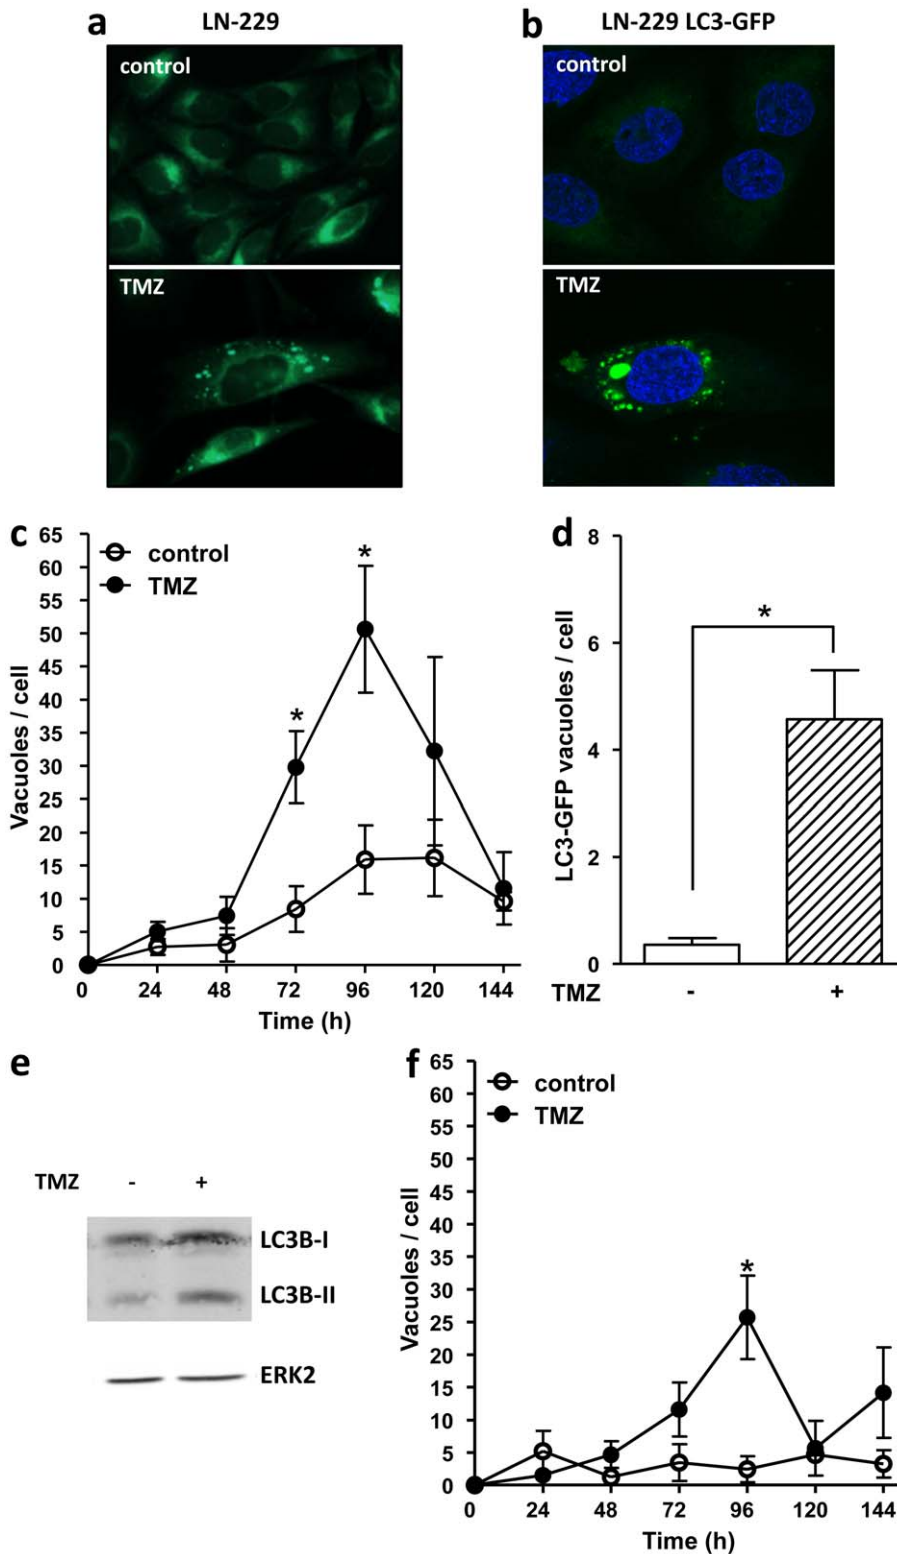 a LN-229
control
TMZ
b LN-229 LC3-GFP
control
TMZ
c
control
TMZ
Vacuoles / cell
65
60
55
50
45
40
35
30
25
20
15
10
5
0
* *
0 24 48 72 96 120 144
Time (h)
d
LC3-GFP vacuoles / cell
8
6
4
2
0
*
TMZ - +
e
TMZ - +
LC3B-I
LC3B-II
ERK2
f
control
TMZ
Vacuoles / cell
65
60
55
50
45
40
35
30
25
20
15
10
5
0
*
0 24 48 72 96 120 144
Time (h)